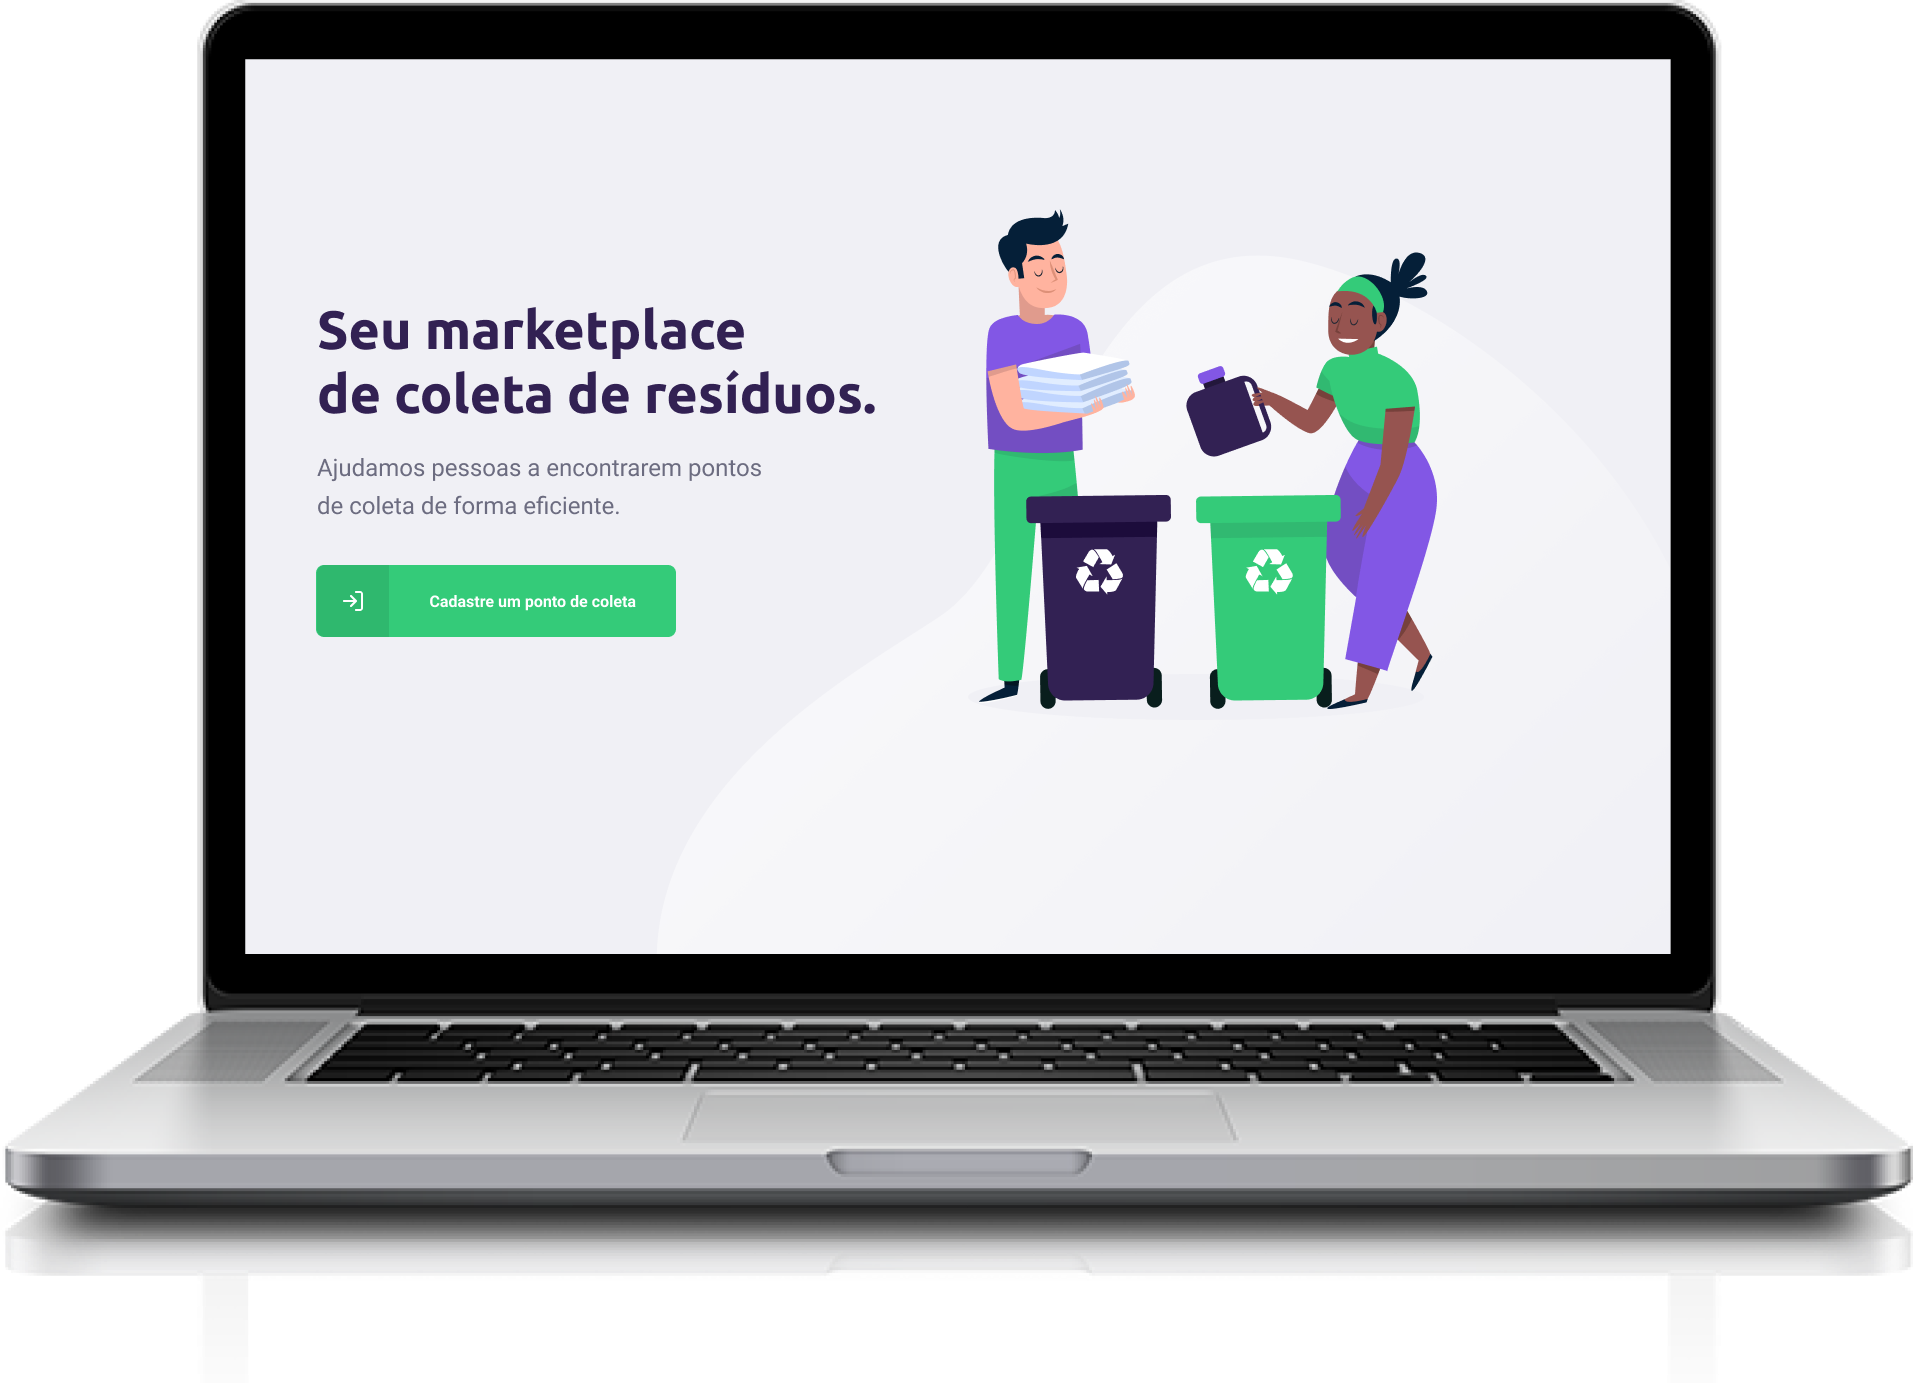 Seu marketplace
de coleta de resíduos.
Ajudamos pessoas a encontrarem pontos
de coleta de forma eficiente.
Cadastre um ponto de coleta